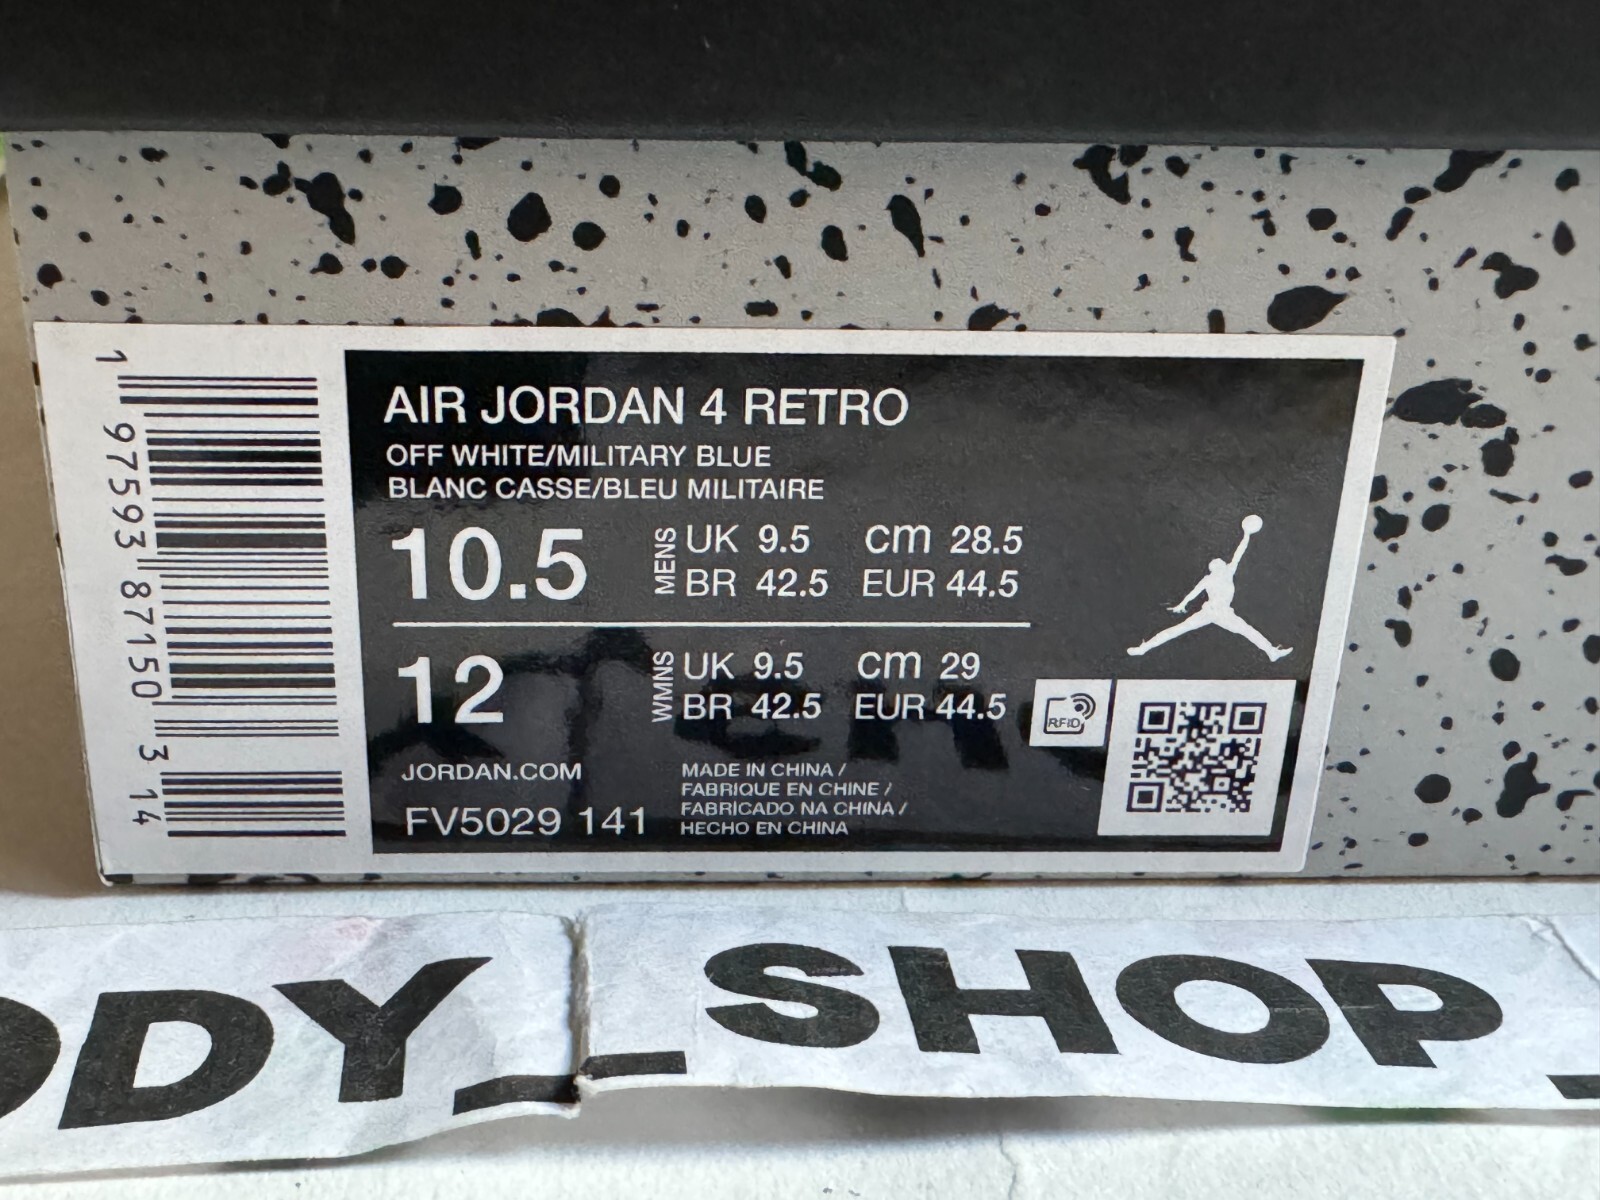 AIR JORDAN 4 RETRO
OFF WHITE/MILITARY BLUE
BLANC CASSE/BLEU MILITAIRE
10.5 MENS UK 9.5 cm 28.5
BR 42.5 EUR 44.5
12 WMNS UK 9.5 cm 29
BR 42.5 EUR 44.5
RFID
JORDAN.COM
FV5029 141
MADE IN CHINA /
FABRIQUE EN CHINE /
FABRICADO NA CHINA /
HECHO EN CHINA
1 97593 87150 3 14
DY_ _SHOP_